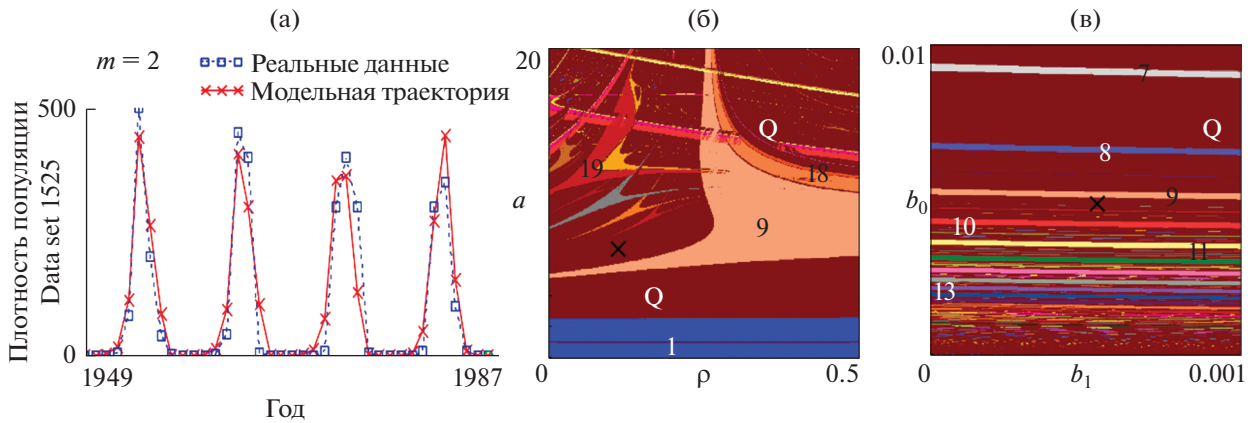 (а)
m = 2
Реальные данные
Модельная траектория
Плотность популяции
Data set 1525
500
0
1949
1987
Год
(б)
20
a
0
ρ
0.5
Q
19
18
9
Q
1
(в)
0.01
b₀
0
b₁
0.001
7
Q
8
9
10
11
13